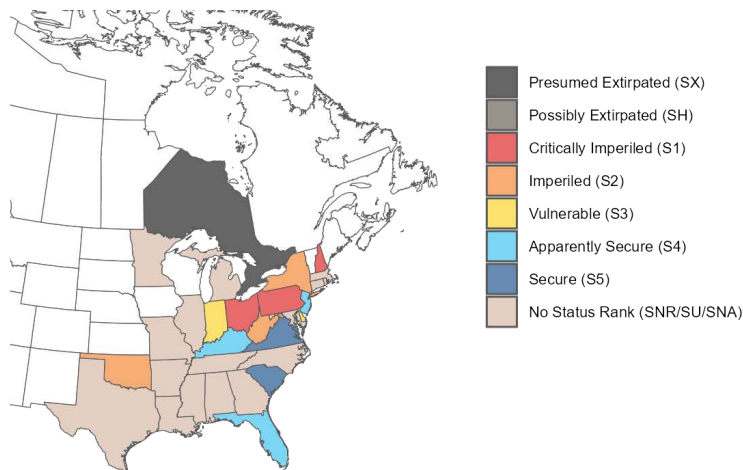 Presumed Extirpated (SX)
Possibly Extirpated (SH)
Critically Imperiled (S1)
Imperiled (S2)
Vulnerable (S3)
Apparently Secure (S4)
Secure (S5)
No Status Rank (SNR/SU/SNA)